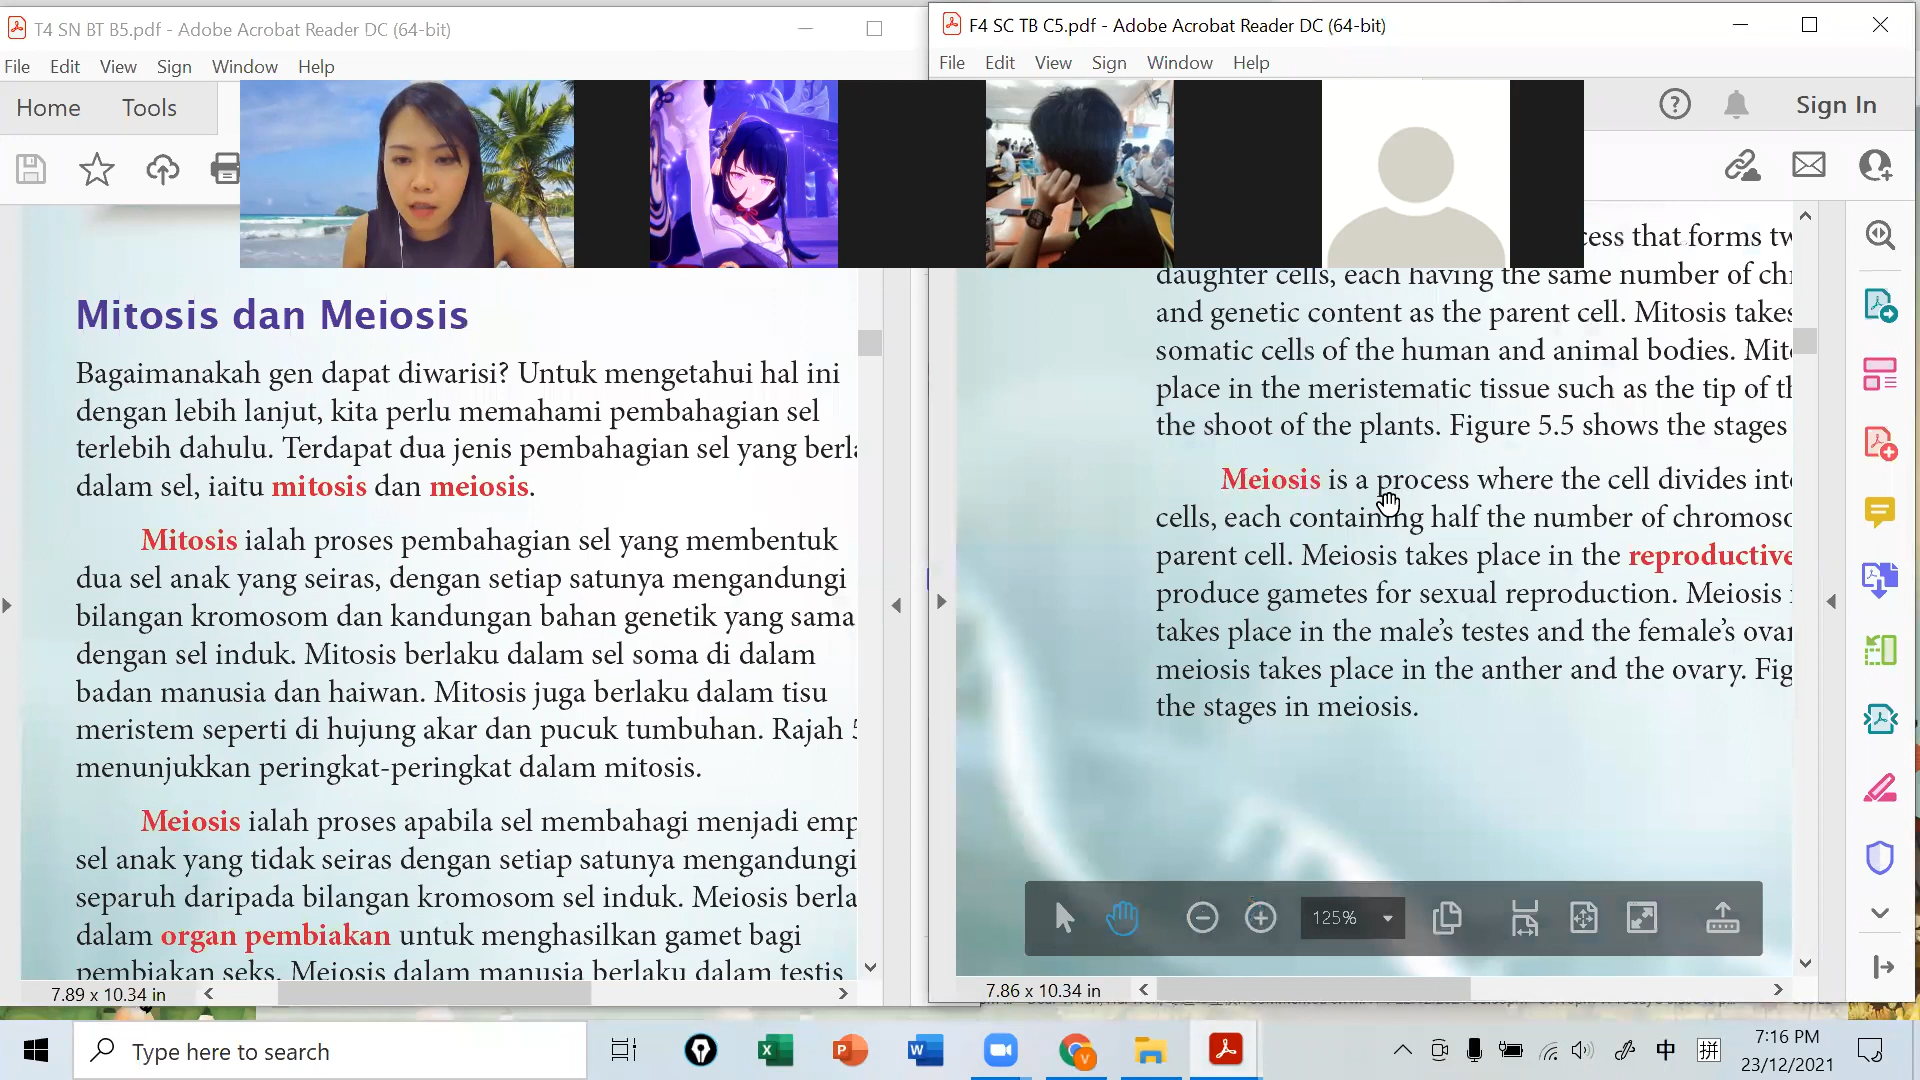 T4 SN BT B5.pdf - Adobe Acrobat Reader DC (64-bit)
File Edit View Sign Window Help
Home Tools
Mitosis dan Meiosis
Bagaimanakah gen dapat diwarisi? Untuk mengetahui hal ini
dengan lebih lanjut, kita perlu memahami pembahagian sel
terlebih dahulu. Terdapat dua jenis pembahagian sel yang berla
dalam sel, iaitu mitosis dan meiosis.
Mitosis ialah proses pembahagian sel yang membentuk
dua sel anak yang seiras, dengan setiap satunya mengandungi
bilangan kromosom dan kandungan bahan genetik yang sama
dengan sel induk. Mitosis berlaku dalam sel soma di dalam
badan manusia dan haiwan. Mitosis juga berlaku dalam tisu
meristem seperti di hujung akar dan pucuk tumbuhan. Rajah 5
menunjukkan peringkat-peringkat dalam mitosis.
Meiosis ialah proses apabila sel membahagi menjadi emp
sel anak yang tidak seiras dengan setiap satunya mengandungi
separuh daripada bilangan kromosom sel induk. Meiosis berla
dalam organ pembiakan untuk menghasilkan gamet bagi
pembiakan seks. Meiosis dalam manusia berlaku dalam testis
7.89 x 10.34 in
F4 SC TB C5.pdf - Adobe Acrobat Reader DC (64-bit)
File Edit View Sign Window Help
Sign In
cess that forms tw
daughter cells, each having the same number of chr
and genetic content as the parent cell. Mitosis takes
somatic cells of the human and animal bodies. Mito
place in the meristematic tissue such as the tip of th
the shoot of the plants. Figure 5.5 shows the stages
Meiosis is a process where the cell divides into
cells, each containing half the number of chromoso
parent cell. Meiosis takes place in the reproductive
produce gametes for sexual reproduction. Meiosis i
takes place in the male's testes and the female's ovar
meiosis takes place in the anther and the ovary. Fig
the stages in meiosis.
125%
7.86 x 10.34 in
Type here to search
中
拼
7:16 PM
23/12/2021